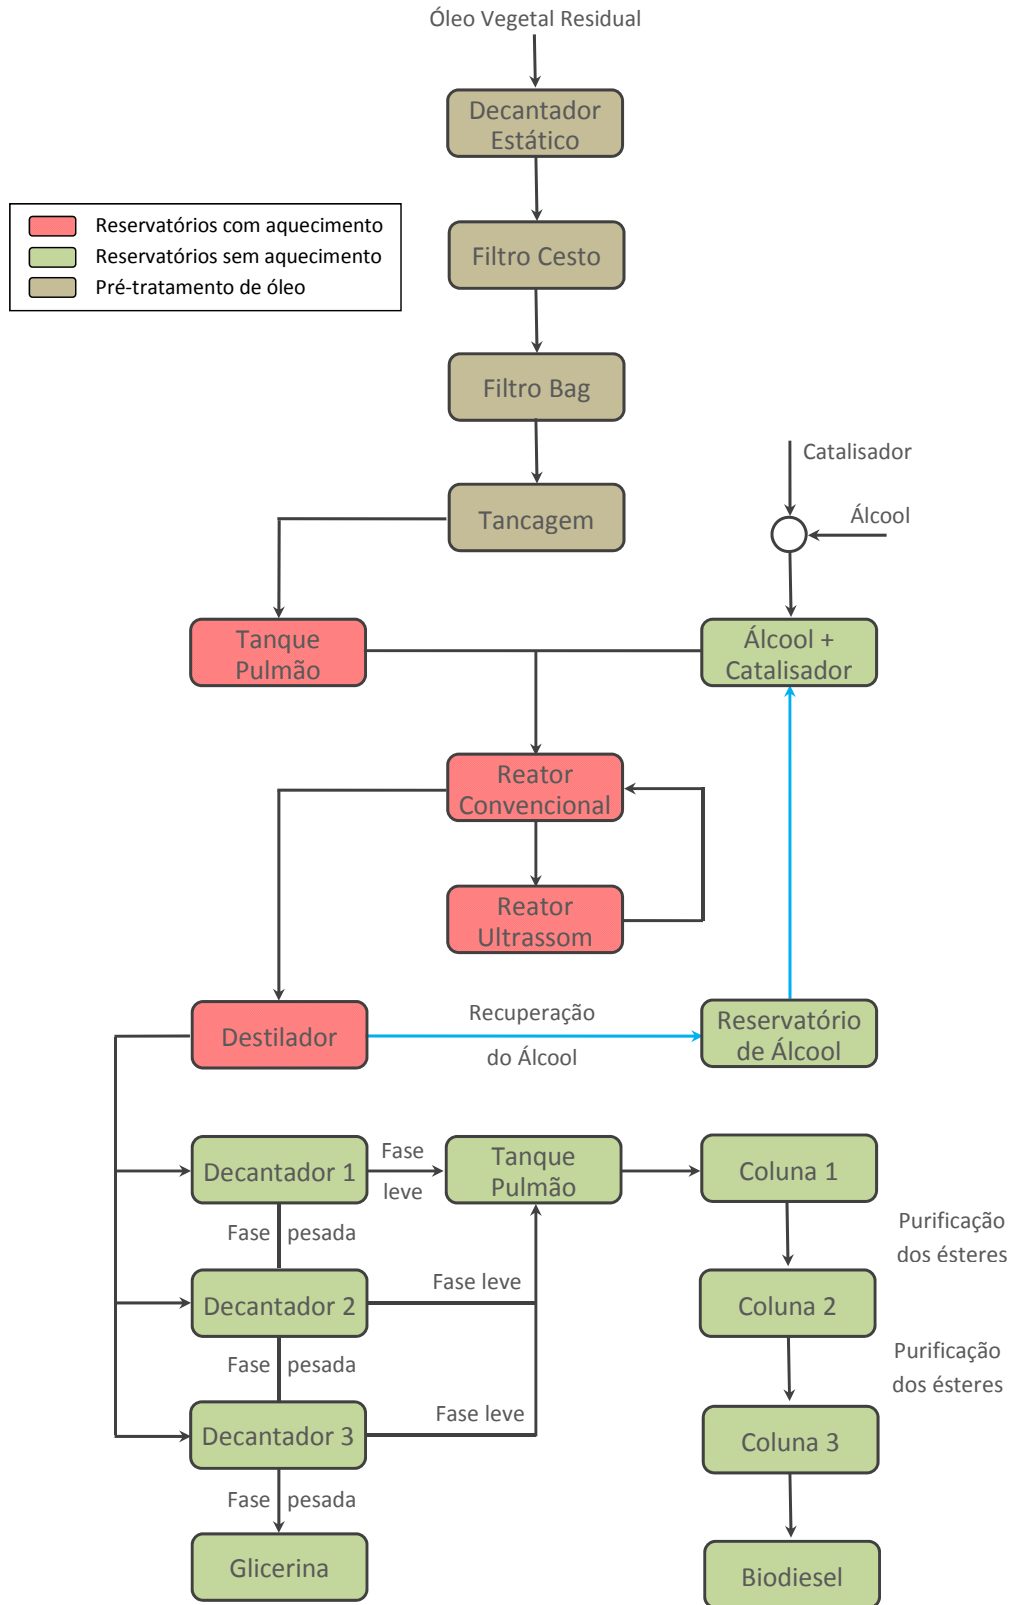 Óleo Vegetal Residual
Decantador
Estático
Reservatórios com aquecimento
Reservatórios sem aquecimento
Pré-tratamento de óleo
Filtro Cesto
Filtro Bag
Catalisador
Álcool
Tancagem
Tanque
Pulmão
Álcool +
Catalisador
Reator
Convencional
Reator
Ultrassom
Destilador
Recuperação
do Álcool
Reservatório
de Álcool
Decantador 1
Fase
leve
Tanque
Pulmão
Coluna 1
Fase pesada
Purificação
dos ésteres
Decantador 2
Fase leve
Coluna 2
Fase pesada
Purificação
dos ésteres
Decantador 3
Fase leve
Coluna 3
Fase pesada
Glicerina
Biodiesel